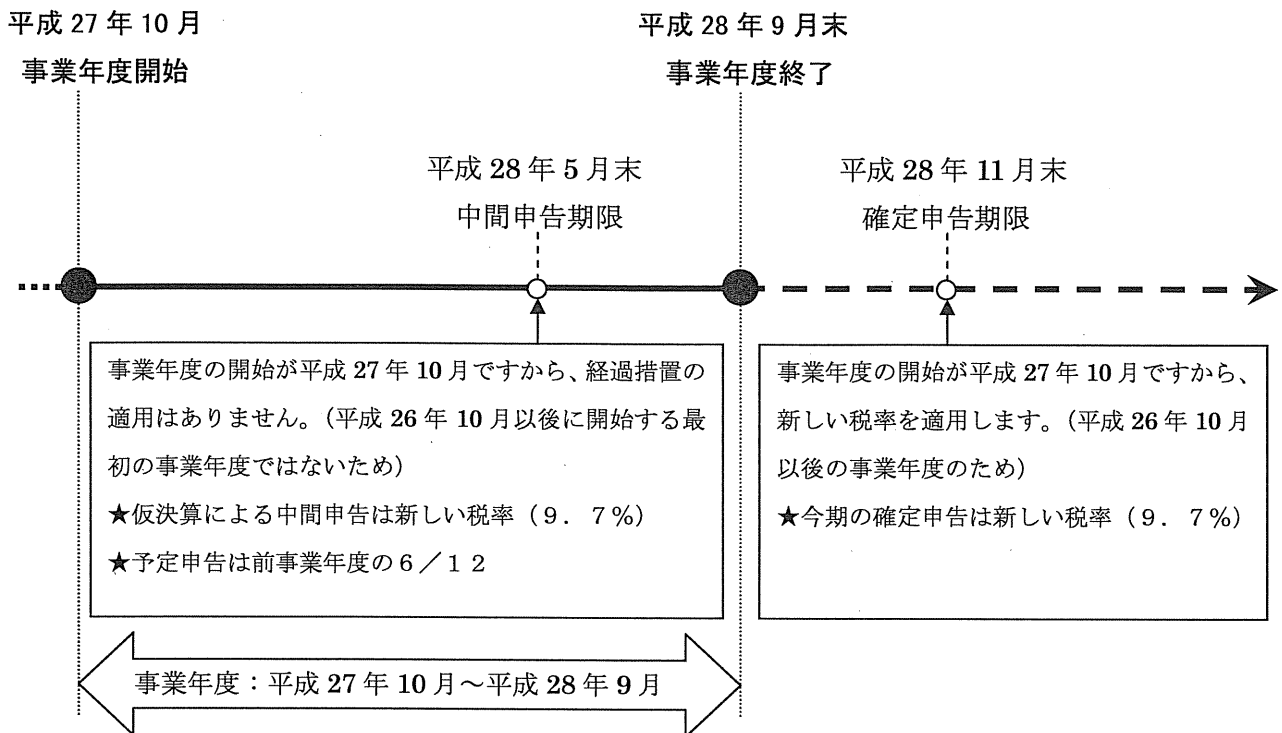 平成 27 年 10 月
事業年度開始
平成 28 年 9 月末
事業年度終了
平成 28 年 5 月末
中間申告期限
平成 28 年 11 月末
確定申告期限
事業年度の開始が平成 27 年 10 月ですから、経過措置の
適用はありません。（平成 26 年 10 月以後に開始する最
初の事業年度ではないため）
★仮決算による中間申告は新しい税率（９．７％）
★予定申告は前事業年度の６／１２
事業年度の開始が平成 27 年 10 月ですから、
新しい税率を適用します。（平成 26 年 10 月
以後の事業年度のため）
★今期の確定申告は新しい税率（９．７％）
事業年度：平成 27 年 10 月～平成 28 年 9 月